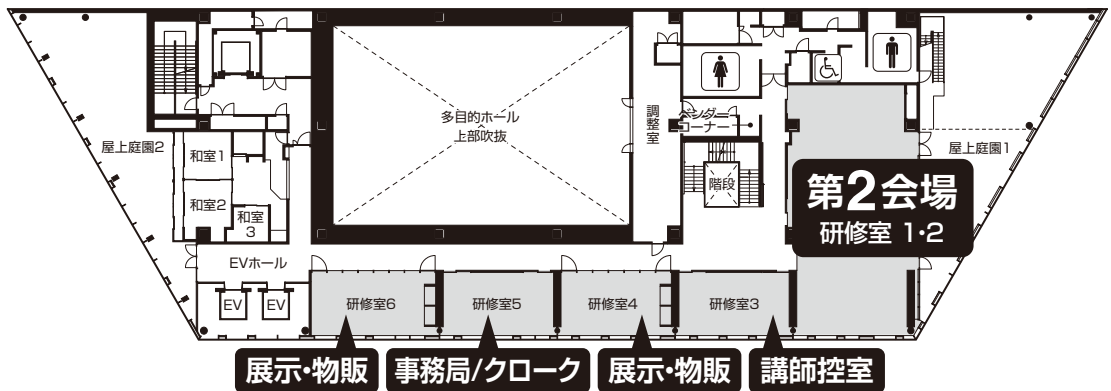 多目的ホール
上部吹抜
調整室
ベンダー
コーナー
屋上庭園2
和室1
和室2
和室
3
階段
屋上庭園1
第2会場
研修室 1・2
EVホール
EV
EV
研修室6
研修室5
研修室4
研修室3
展示・物販
事務局/クローク
展示・物販
講師控室